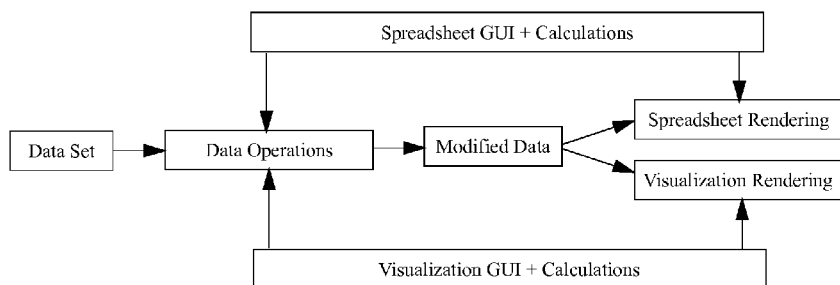 Spreadsheet GUI + Calculations
Data Set
Data Operations
Modified Data
Spreadsheet Rendering
Visualization Rendering
Visualization GUI + Calculations